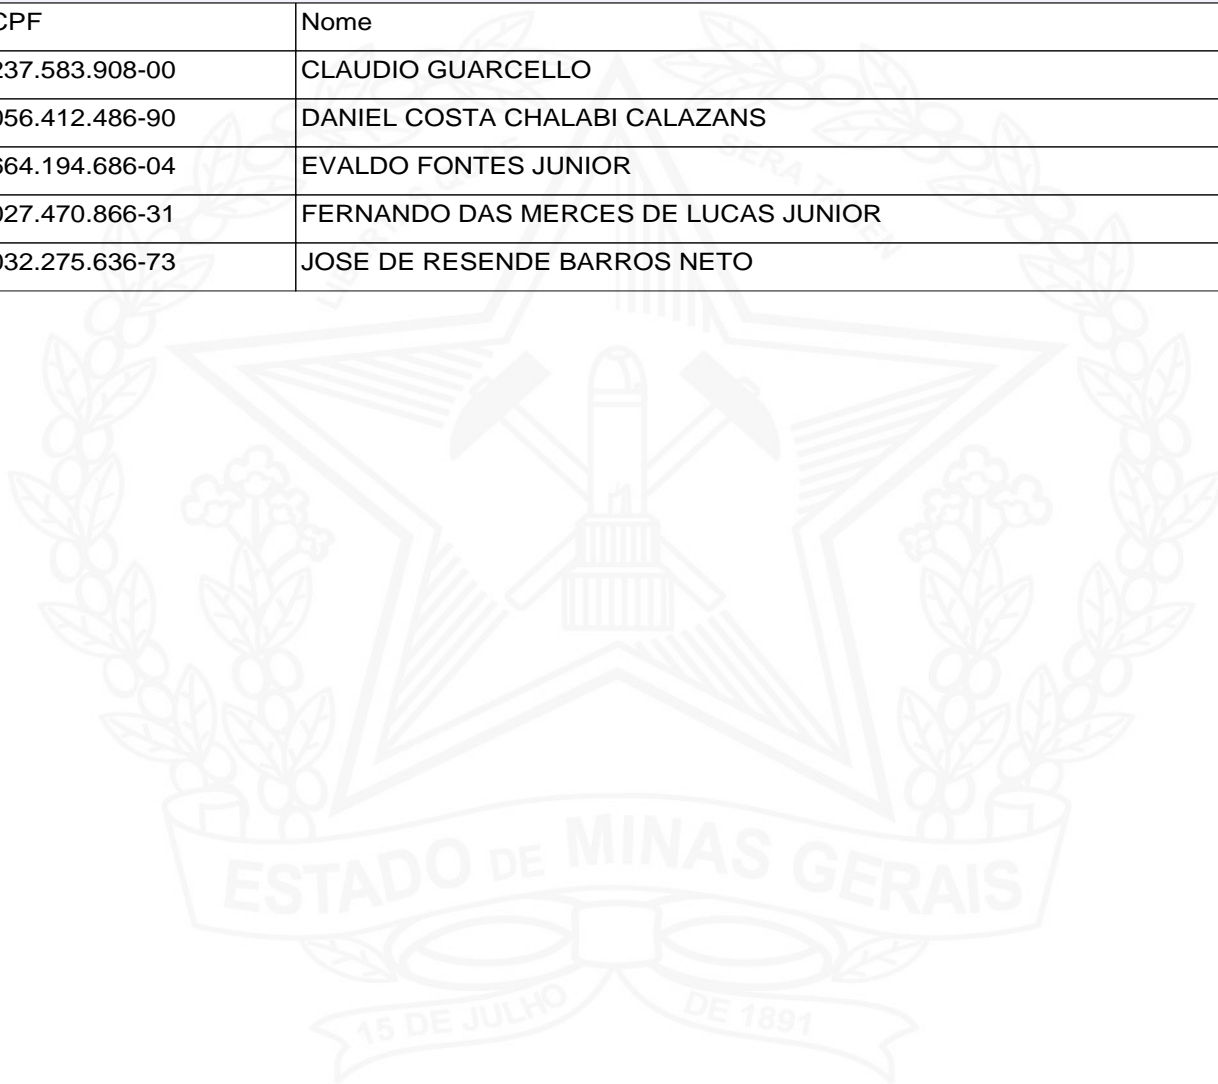 CPF Nome
237.583.908-00 CLAUDIO GUARCELLO
056.412.486-90 DANIEL COSTA CHALABI CALAZANS
664.194.686-04 EVALDO FONTES JUNIOR
027.470.866-31 FERNANDO DAS MERCES DE LUCAS JUNIOR
032.275.636-73 JOSE DE RESENDE BARROS NETO
SERA TAMEN
ESTADO DE MINAS GERAIS
15 DE JULHO DE 1891